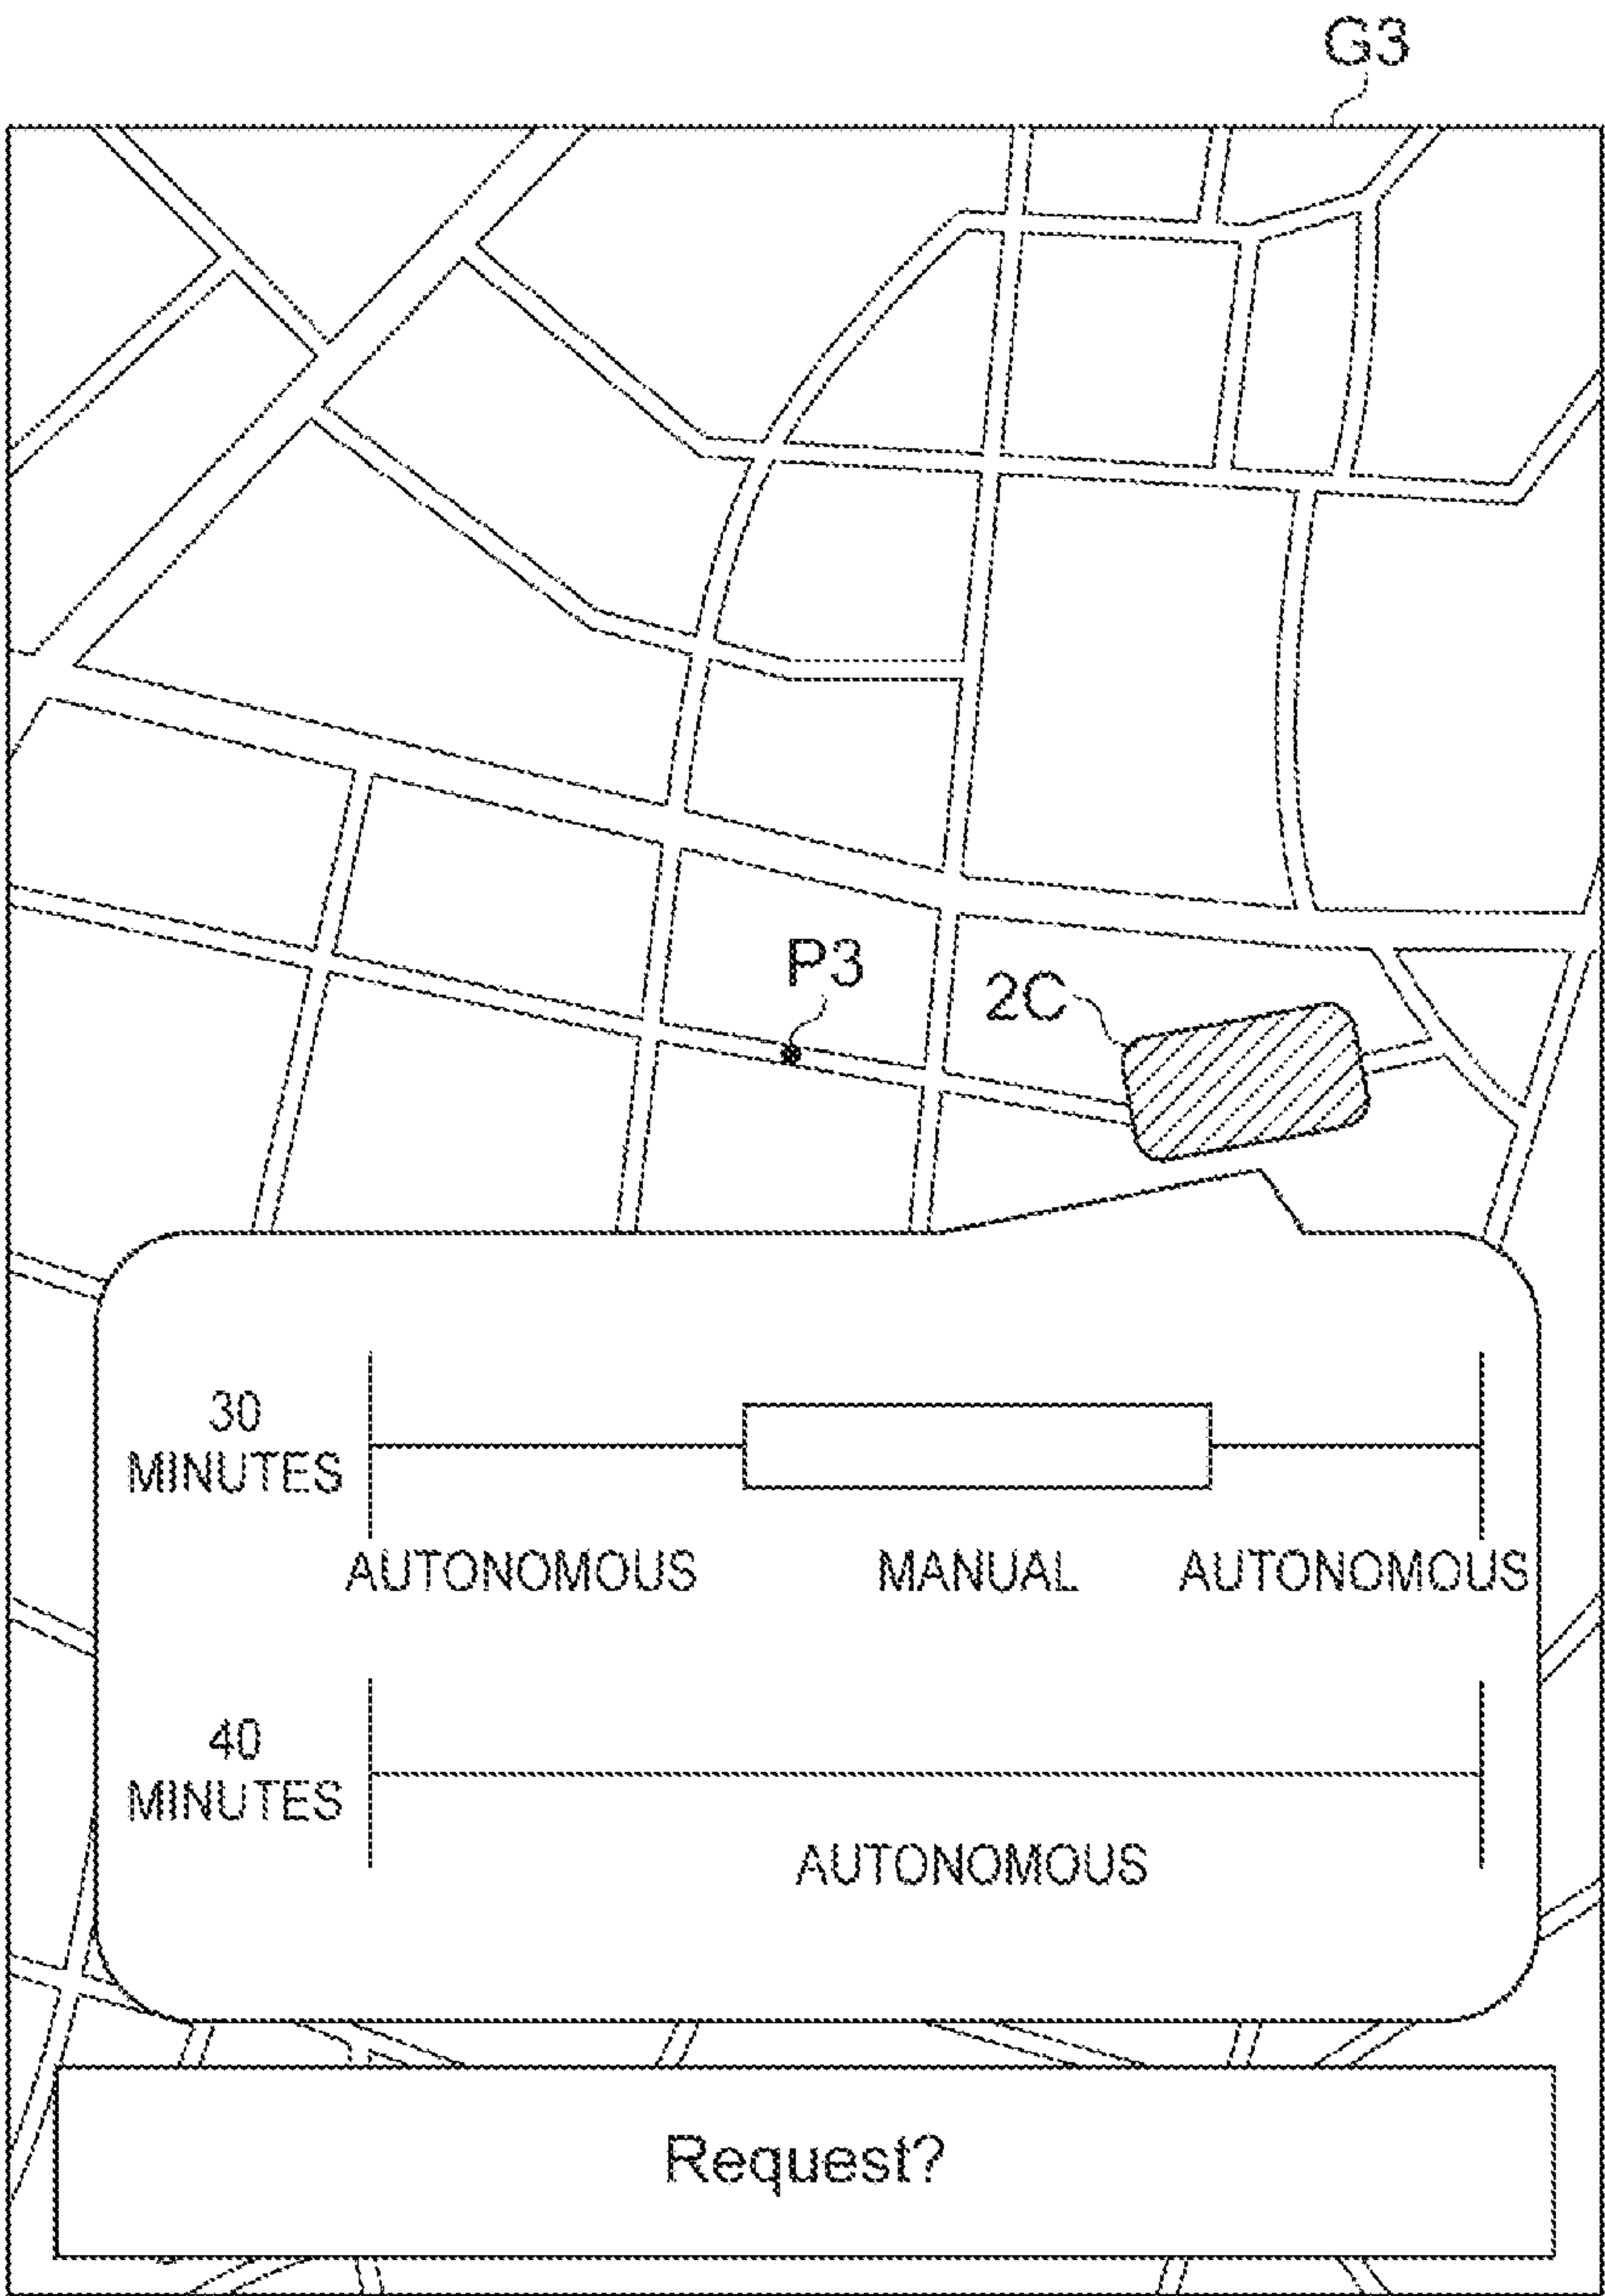 G3
P3
2C
30
MINUTES
AUTONOMOUS MANUAL AUTONOMOUS
40
MINUTES
AUTONOMOUS
Request?